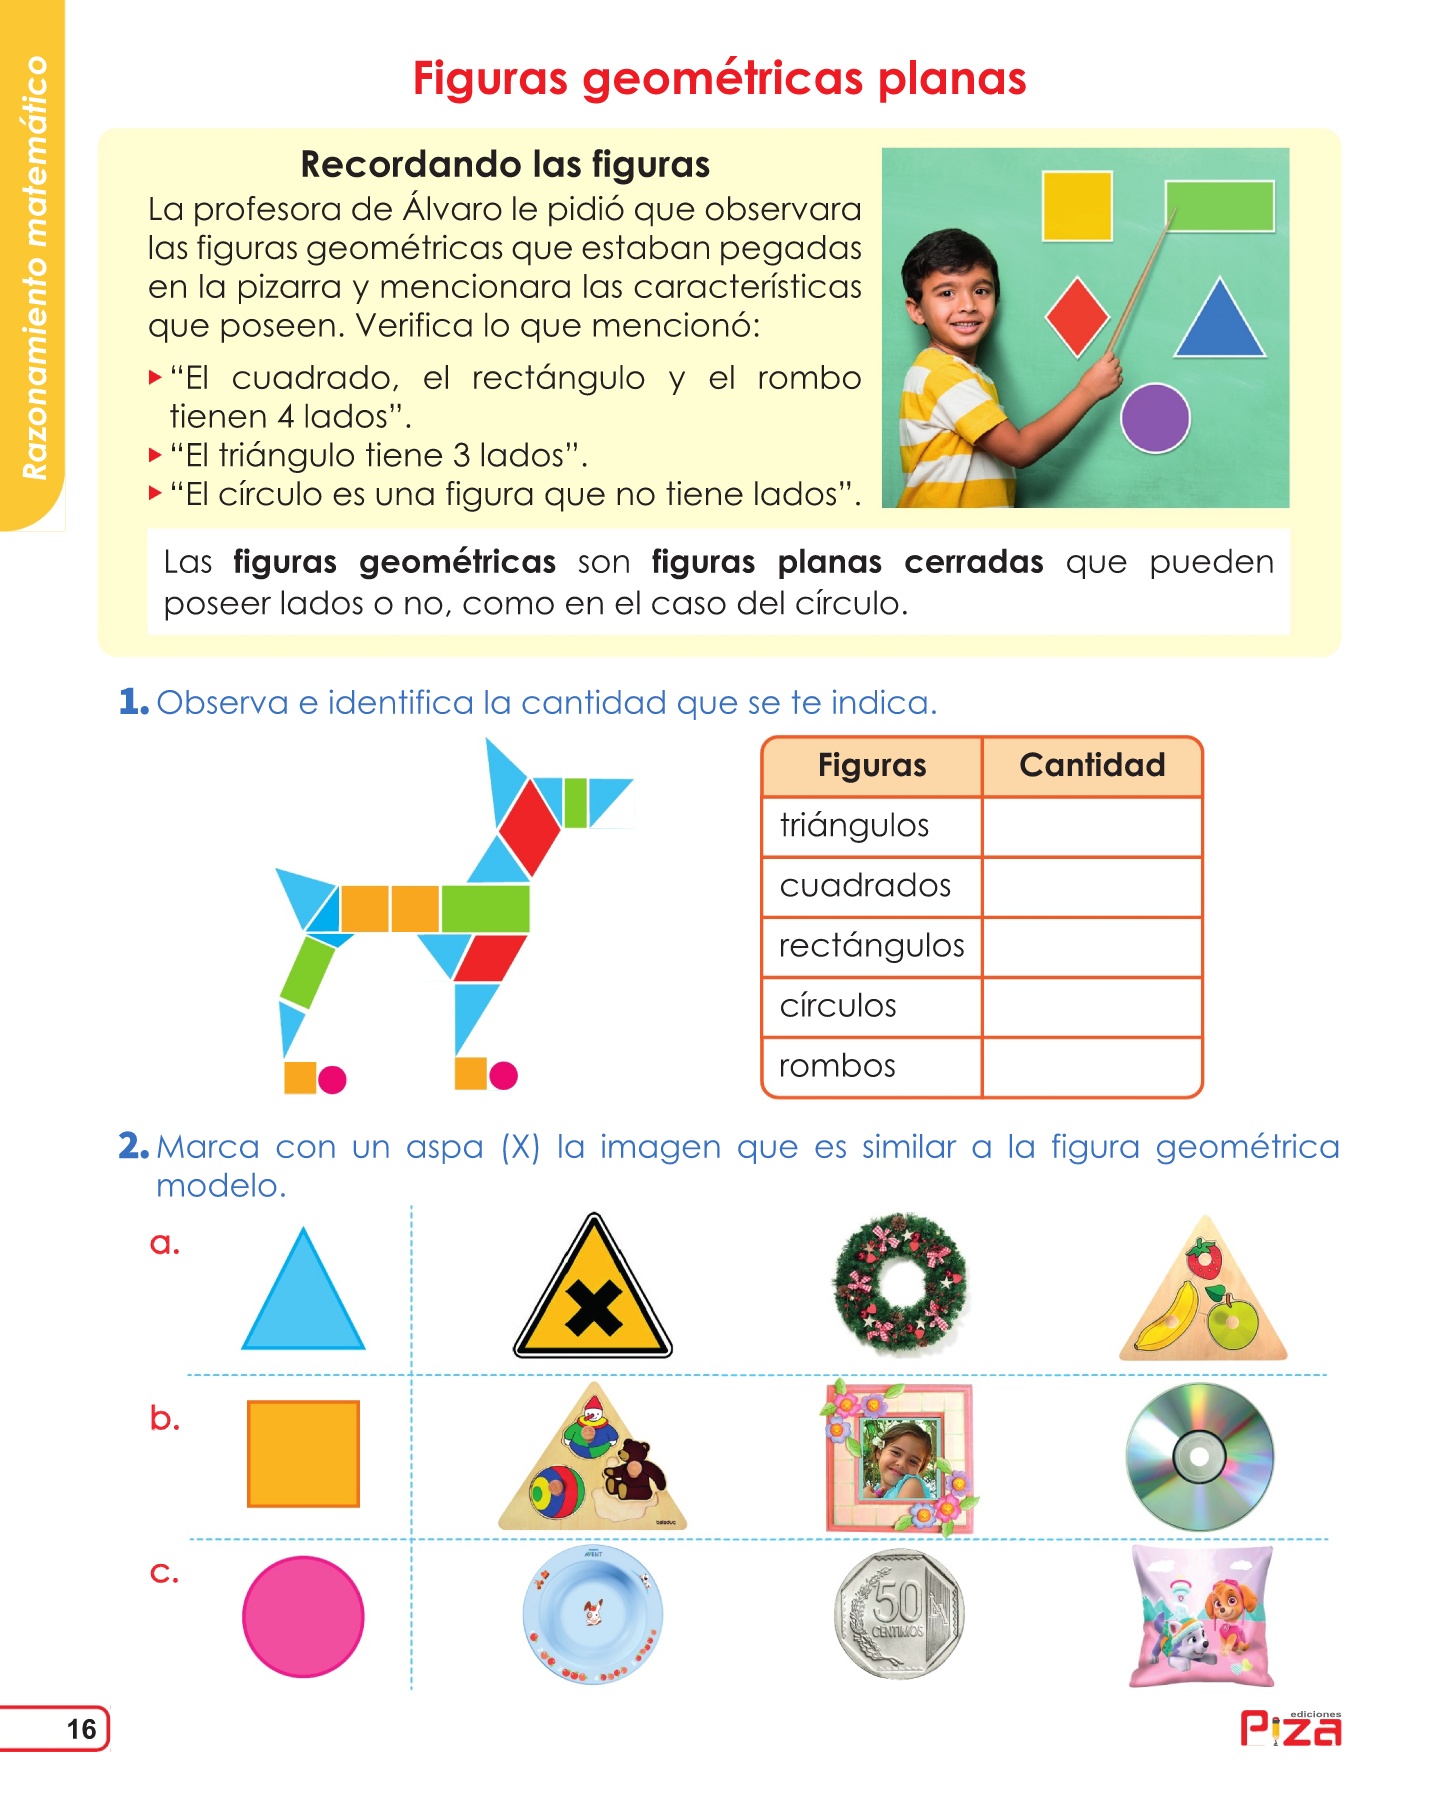 Razonamiento matemático
Figuras geométricas planas
Recordando las figuras
La profesora de Álvaro le pidió que observara
las figuras geométricas que estaban pegadas
en la pizarra y mencionara las características
que poseen. Verifica lo que mencionó:
“El cuadrado, el rectángulo y el rombo
tienen 4 lados”.
“El triángulo tiene 3 lados”.
“El círculo es una figura que no tiene lados”.
Las figuras geométricas son figuras planas cerradas que pueden
poseer lados o no, como en el caso del círculo.
1. Observa e identifica la cantidad que se te indica.
Figuras Cantidad
triángulos
cuadrados
rectángulos
círculos
rombos
2. Marca con un aspa (X) la imagen que es similar a la figura geométrica
modelo.
a.
b.
c.
AVENT
50
CENTIMOS
16
ediciones
Piza